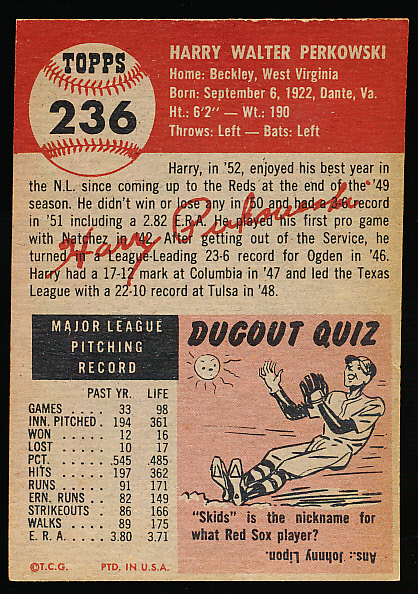 TOPPS
236
HARRY WALTER PERKOWSKI
Home: Beckley, West Virginia
Born: September 6, 1922, Dante, Va.
Ht.: 6'2" — Wt.: 190
Throws: Left — Bats: Left
Harry, in '52, enjoyed his best year in
the N.L. since coming up to the Reds at the end of the '49
season. He didn't win or lose any in '50 and had a 3-6 record
in '51 including a 2.82 E.R.A. He played his first pro game
with Natchez in '42. After getting out of the Service, he
turned in a League-Leading 23-6 record for Ogden in '46.
Harry had a 17-12 mark at Columbia in '47 and led the Texas
League with a 22-10 record at Tulsa in '48.
Harry Perkowski
MAJOR LEAGUE
PITCHING
RECORD
PAST YR. LIFE
GAMES . . . . 33 98
INN. PITCHED . 194 361
WON . . . . . 12 16
LOST . . . . . 10 17
PCT. . . . . . .545 .485
HITS . . . . . 197 362
RUNS . . . . . 91 171
ERN. RUNS . . 82 149
STRIKEOUTS . . 86 166
WALKS . . . . 89 175
E. R. A. . . . . 3.80 3.71
©T.C.G. PTD. IN U.S.A.
DUGOUT QUIZ
"Skids" is the nickname for
what Red Sox player?
Ans.: Johnny Lipon.